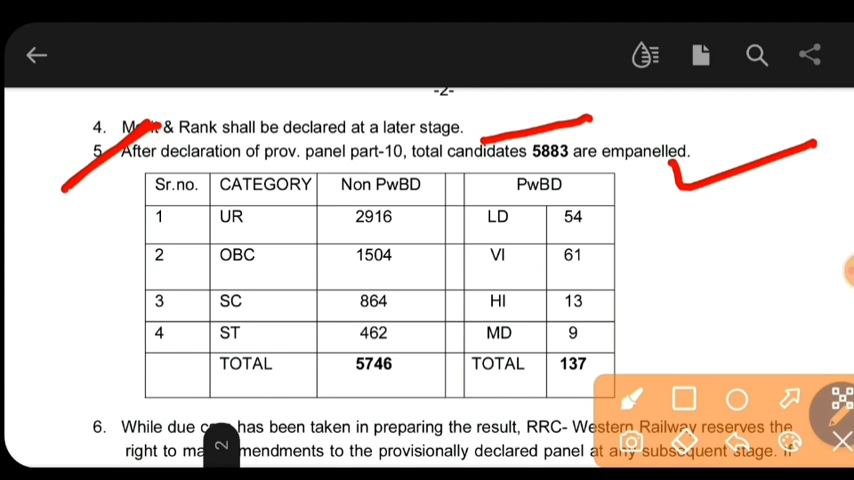 -2-
4. & Rank shall be declared at a later stage.
5. After declaration of prov. panel part-10, total candidates 5883 are empanelled.
Sr.no. CATEGORY Non PwBD PwBD
1 UR 2916 LD 54
2 OBC 1504 VI 61
3 SC 864 HI 13
4 ST 462 MD 9
TOTAL 5746 TOTAL 137
6. While due has been taken in preparing the result, RRC- Western Railway reserves the
right to to the provisionally declared panel at any subsequent stage. If
2